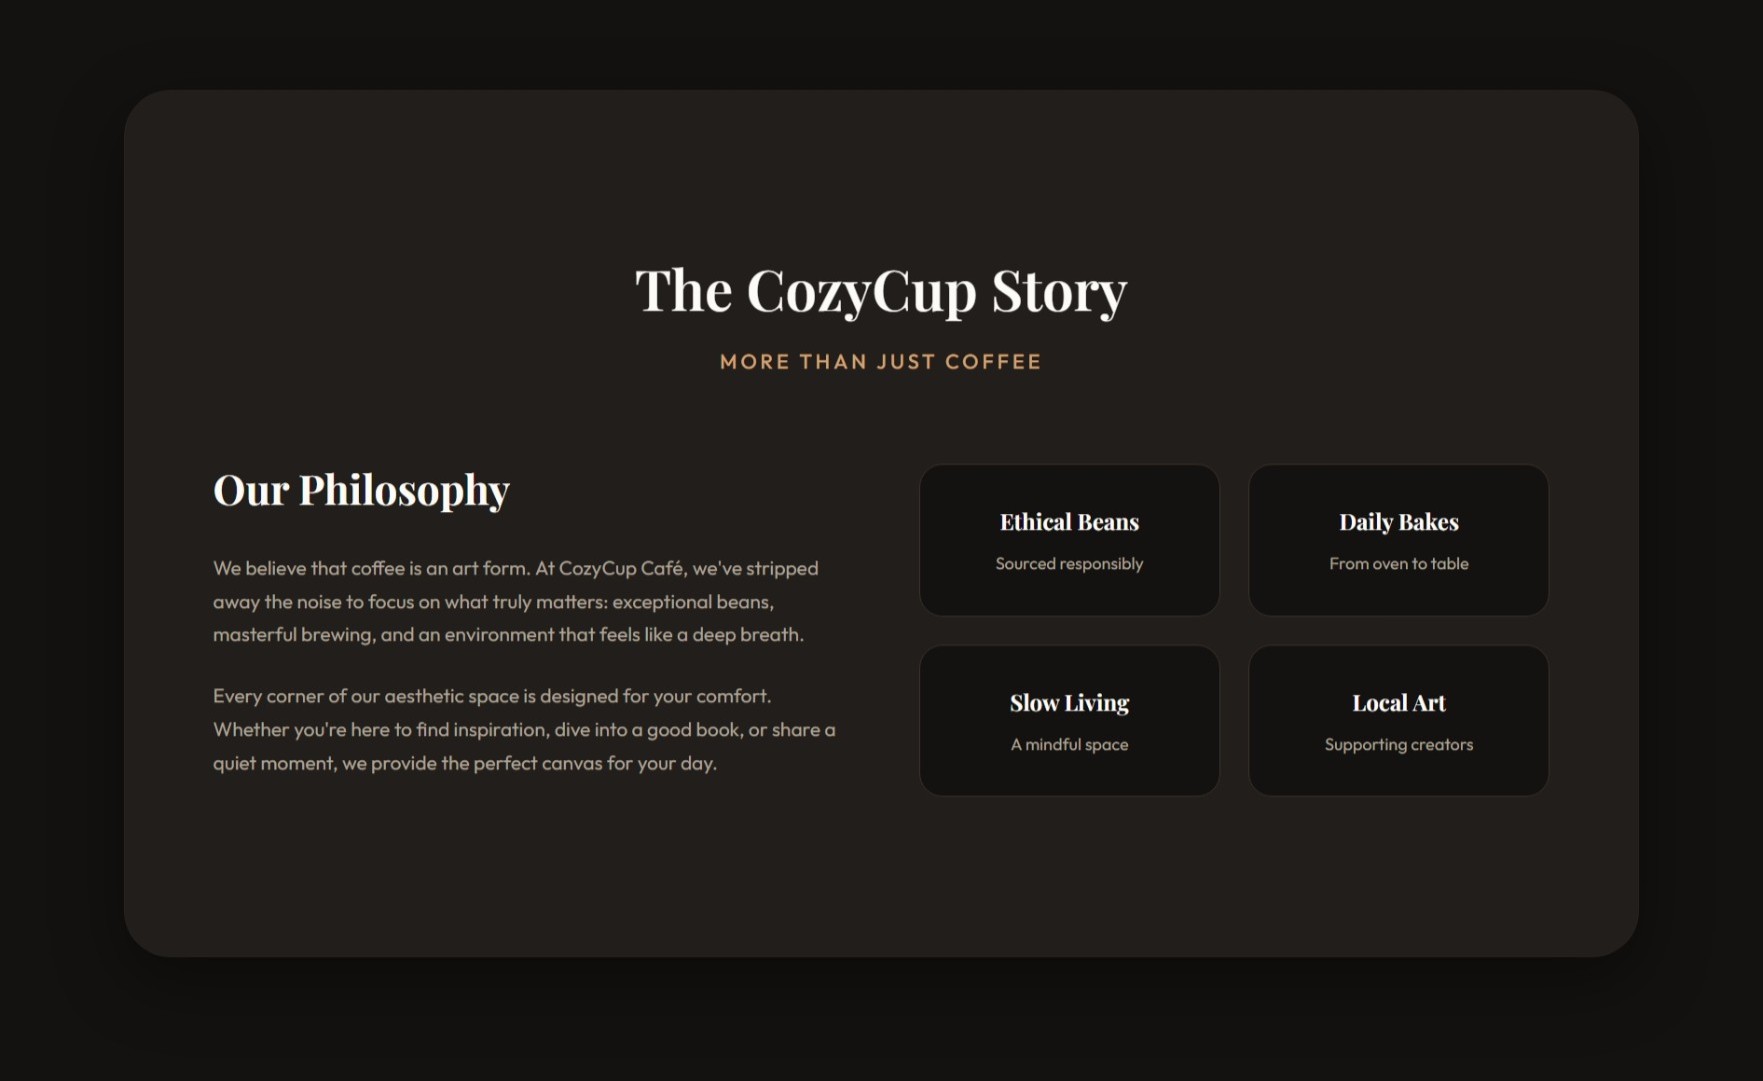 The CozyCup Story
MORE THAN JUST COFFEE
Our Philosophy
We believe that coffee is an art form. At CozyCup Café, we've stripped
away the noise to focus on what truly matters: exceptional beans,
masterful brewing, and an environment that feels like a deep breath.
Every corner of our aesthetic space is designed for your comfort.
Whether you're here to find inspiration, dive into a good book, or share a
quiet moment, we provide the perfect canvas for your day.
Ethical Beans
Sourced responsibly
Daily Bakes
From oven to table
Slow Living
A mindful space
Local Art
Supporting creators